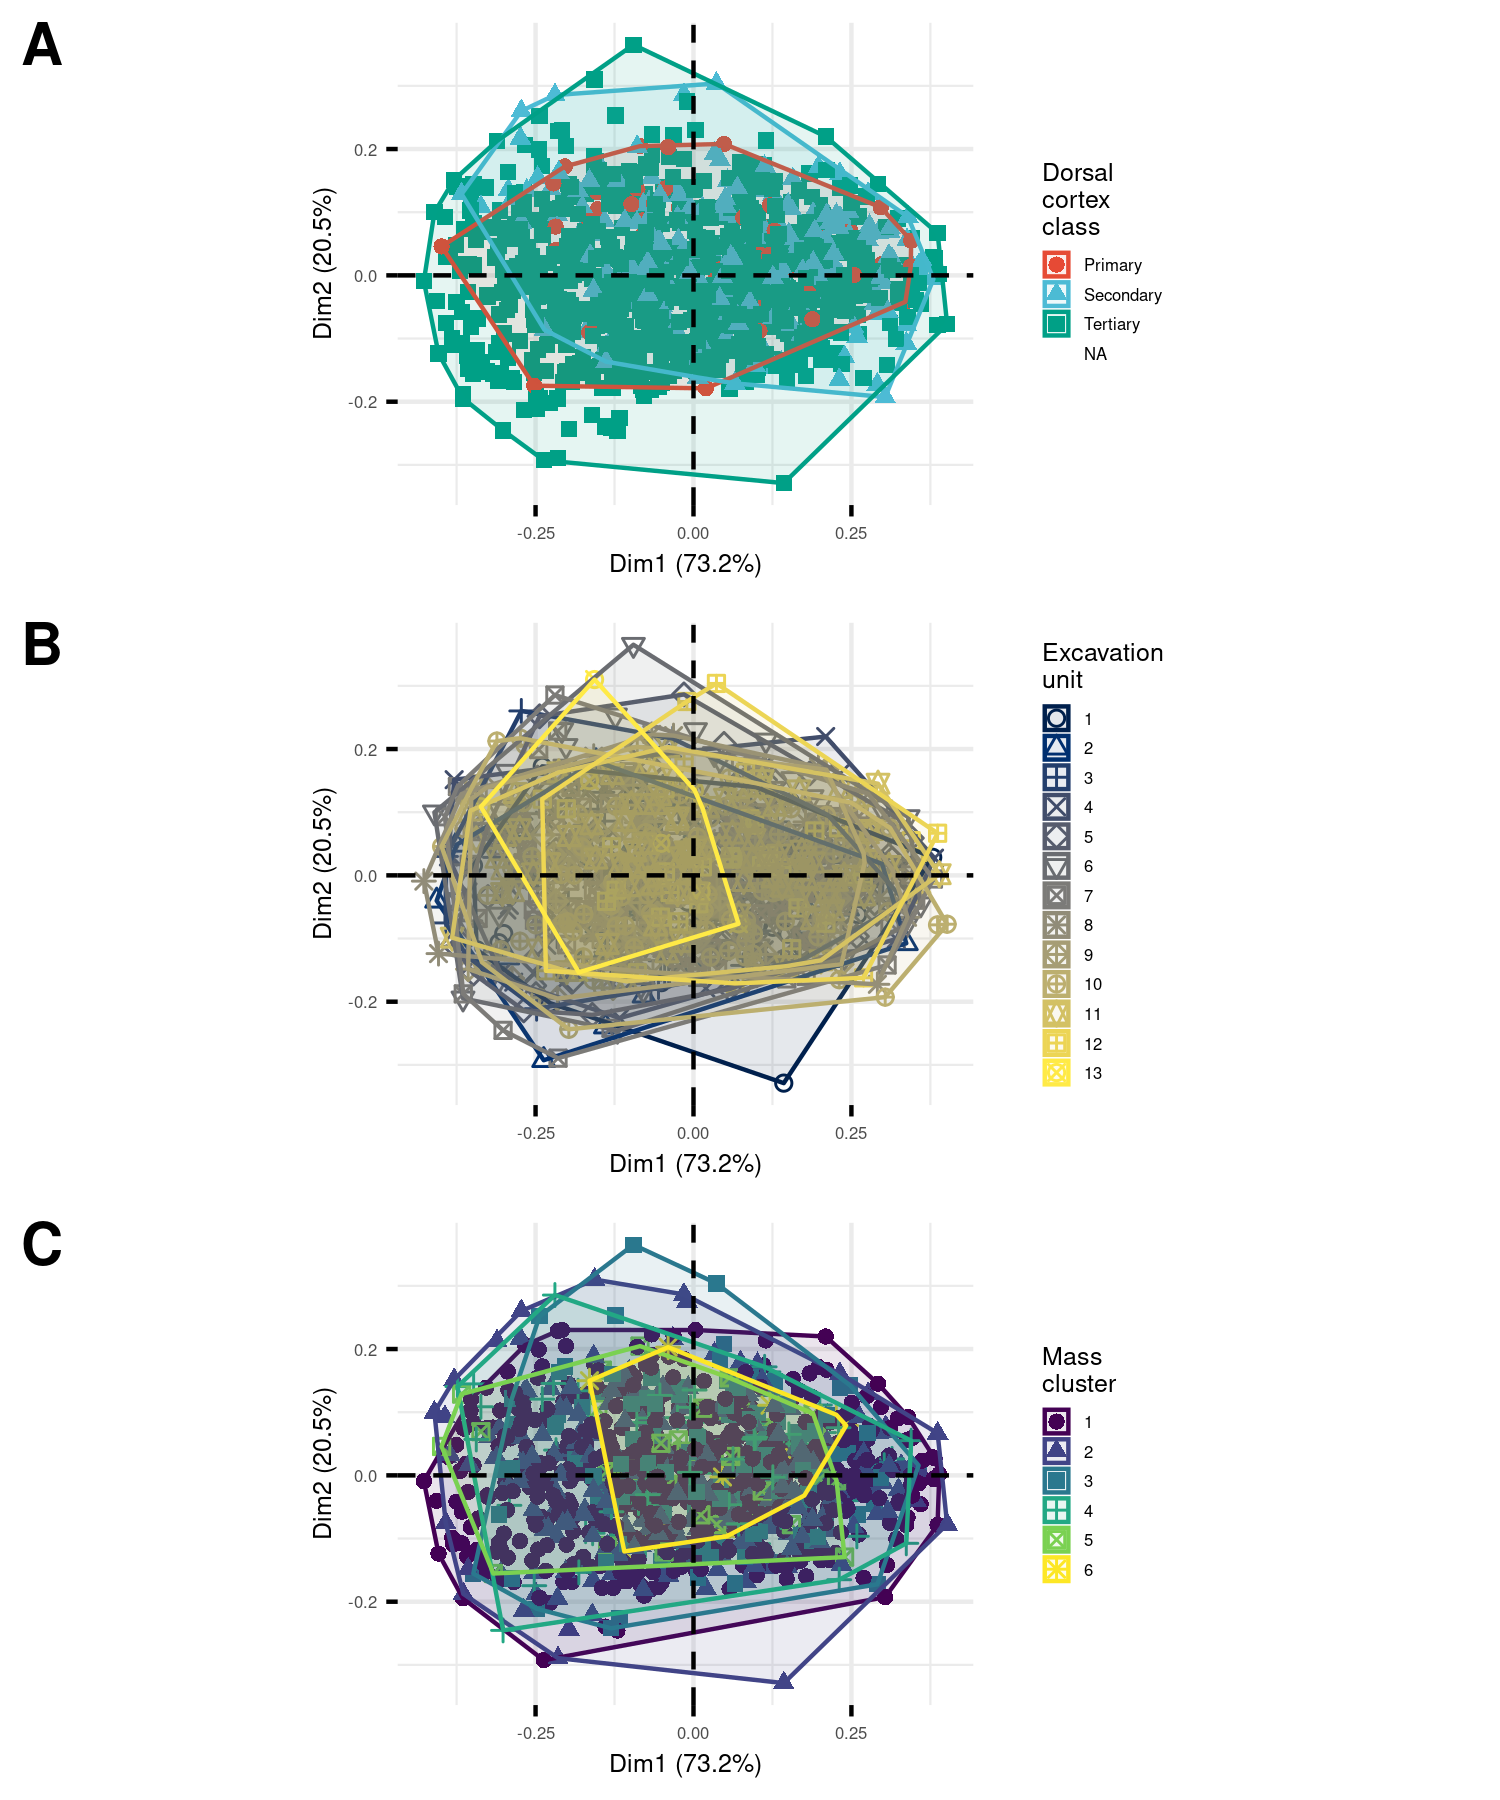 A
Dim2 (20.5%)
0.2
0.0
-0.2
-0.25
0.00
0.25
Dim1 (73.2%)
Dorsal
cortex
class
Primary
Secondary
Tertiary
NA
B
Dim2 (20.5%)
0.2
0.0
-0.2
-0.25
0.00
0.25
Dim1 (73.2%)
Excavation
unit
1
2
3
4
5
6
7
8
9
10
11
12
13
C
Dim2 (20.5%)
0.2
0.0
-0.2
-0.25
0.00
0.25
Dim1 (73.2%)
Mass
cluster
1
2
3
4
5
6